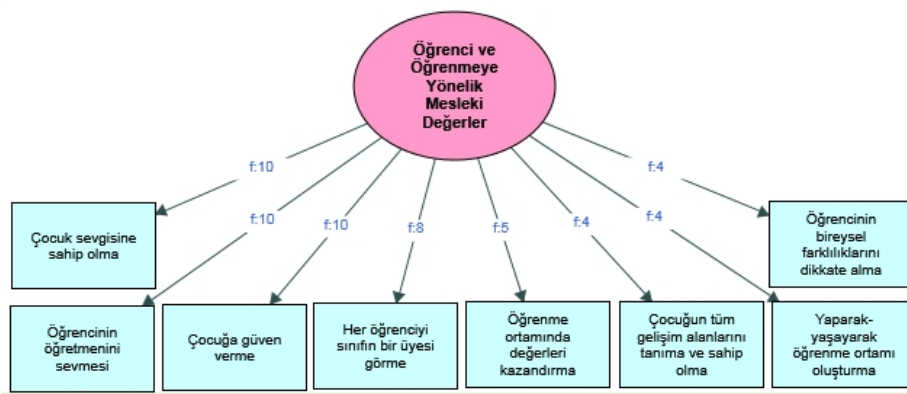 Öğrenci ve
Öğrenmeye
Yönelik
Mesleki
Değerler
f:10
f:10
f:10
f:8
f:5
f:4
f:4
f:4
Çocuk sevgisine
sahip olma
Öğrencinin
öğretmenini
sevmesi
Çocuğa güven
verme
Her öğrenciyi
sınıfın bir üyesi
görme
Öğrenme
ortamında
değerleri
kazandırma
Çocuğun tüm
gelişim alanlarını
tanıma ve sahip
olma
Yaparak-
yaşayarak
öğrenme ortamı
oluşturma
Öğrencinin
bireysel
farklılıklarını
dikkate alma